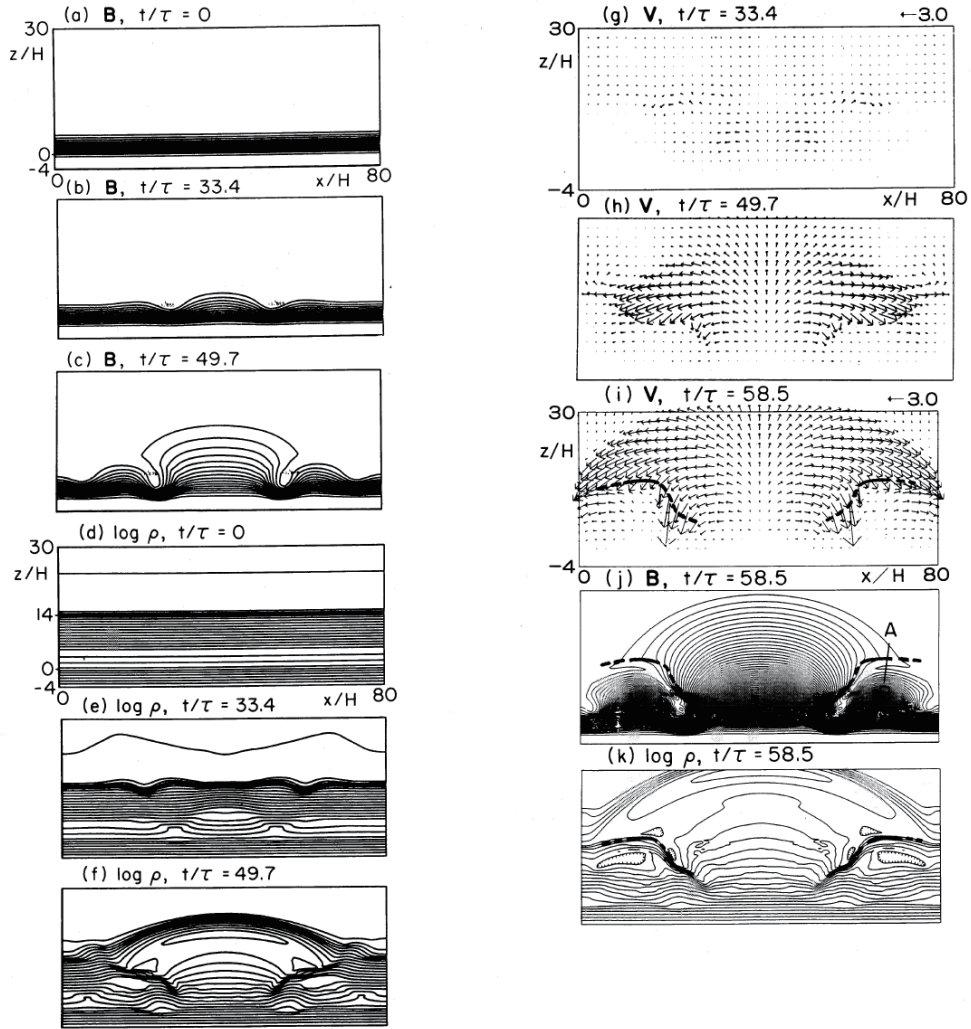 (a) B, t/τ = 0
30
z/H
0
-4
0
x/H
80
(b) B, t/τ = 33.4
(c) B, t/τ = 49.7
(d) log ρ, t/τ = 0
30
z/H
14
0
-4
0
x/H
80
(e) log ρ, t/τ = 33.4
(f) log ρ, t/τ = 49.7
(g) V, t/τ = 33.4
←3.0
30
z/H
-4
0
x/H
80
(h) V, t/τ = 49.7
(i) V, t/τ = 58.5
←3.0
30
z/H
-4
0
x/H
80
(j) B, t/τ = 58.5
A
(k) log ρ, t/τ = 58.5